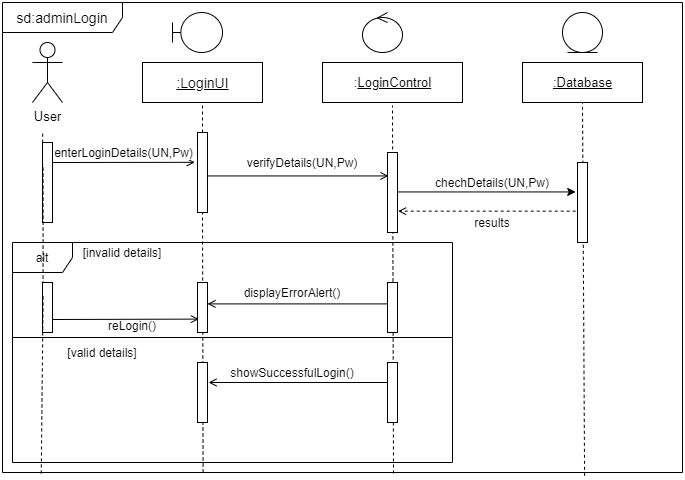 sd:adminLogin
User
:LoginUI
:LoginControl
:Database
enterLoginDetails(UN,Pw)
verifyDetails(UN,Pw)
chechDetails(UN,Pw)
results
alt
[invalid details]
displayErrorAlert()
reLogin()
[valid details]
showSuccessfulLogin()